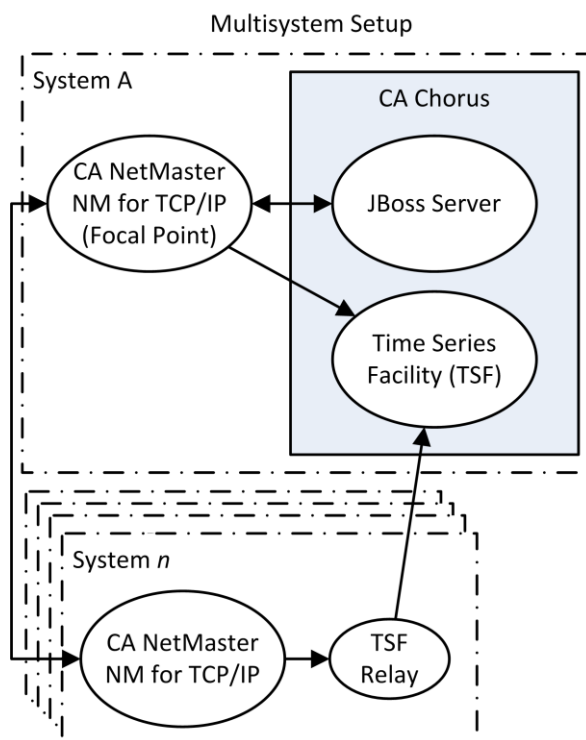 Multisystem Setup
System A
CA Chorus
CA NetMaster
NM for TCP/IP
(Focal Point)
JBoss Server
Time Series
Facility (TSF)
System n
CA NetMaster
NM for TCP/IP
TSF
Relay